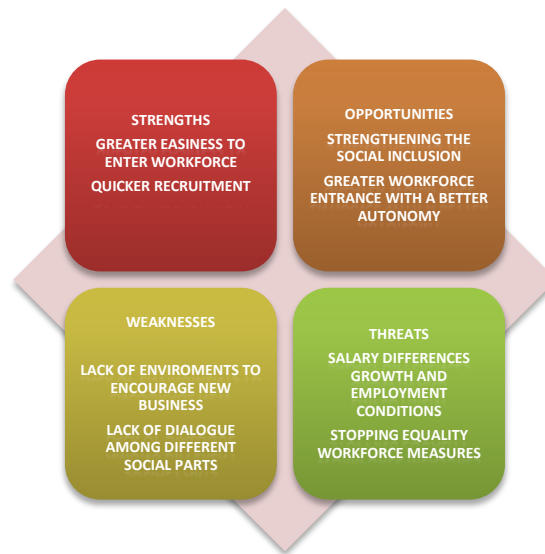 STRENGTHS
GREATER EASINESS TO
ENTER WORKFORCE
QUICKER RECRUITMENT
OPPORTUNITIES
STRENGTHENING THE
SOCIAL INCLUSION
GREATER WORKFORCE
ENTRANCE WITH A BETTER
AUTONOMY
WEAKNESSES
LACK OF ENVIROMENTS TO
ENCOURAGE NEW
BUSINESS
LACK OF DIALOGUE
AMONG DIFFERENT
SOCIAL PARTS
THREATS
SALARY DIFFERENCES
GROWTH AND
EMPLOYMENT
CONDITIONS
STOPPING EQUALITY
WORKFORCE MEASURES